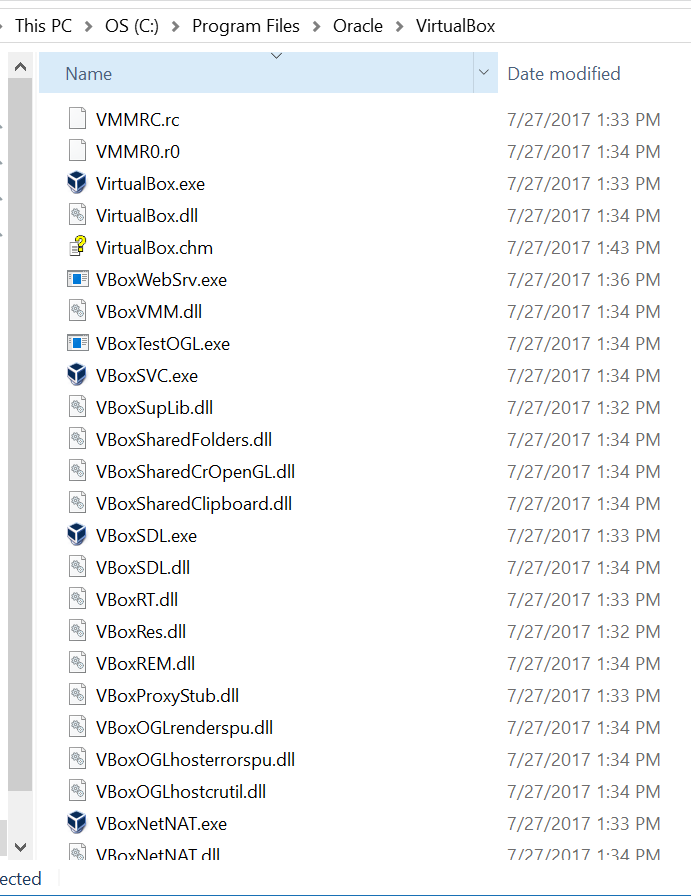 This PC > OS (C:) > Program Files > Oracle > VirtualBox
Name Date modified
VMMRC.rc 7/27/2017 1:33 PM
VMMR0.r0 7/27/2017 1:34 PM
VirtualBox.exe 7/27/2017 1:33 PM
VirtualBox.dll 7/27/2017 1:34 PM
VirtualBox.chm 7/27/2017 1:43 PM
VBoxWebSrv.exe 7/27/2017 1:36 PM
VBoxVMM.dll 7/27/2017 1:34 PM
VBoxTestOGL.exe 7/27/2017 1:34 PM
VBoxSVC.exe 7/27/2017 1:34 PM
VBoxSupLib.dll 7/27/2017 1:32 PM
VBoxSharedFolders.dll 7/27/2017 1:34 PM
VBoxSharedCrOpenGL.dll 7/27/2017 1:34 PM
VBoxSharedClipboard.dll 7/27/2017 1:34 PM
VBoxSDL.exe 7/27/2017 1:33 PM
VBoxSDL.dll 7/27/2017 1:34 PM
VBoxRT.dll 7/27/2017 1:33 PM
VBoxRes.dll 7/27/2017 1:32 PM
VBoxREM.dll 7/27/2017 1:34 PM
VBoxProxyStub.dll 7/27/2017 1:33 PM
VBoxOGLrenderspu.dll 7/27/2017 1:34 PM
VBoxOGLhosterrorspu.dll 7/27/2017 1:34 PM
VBoxOGLhostcrutil.dll 7/27/2017 1:34 PM
VBoxNetNAT.exe 7/27/2017 1:33 PM
VBoxNetNAT.dll 7/27/2017 1:34 PM
ected